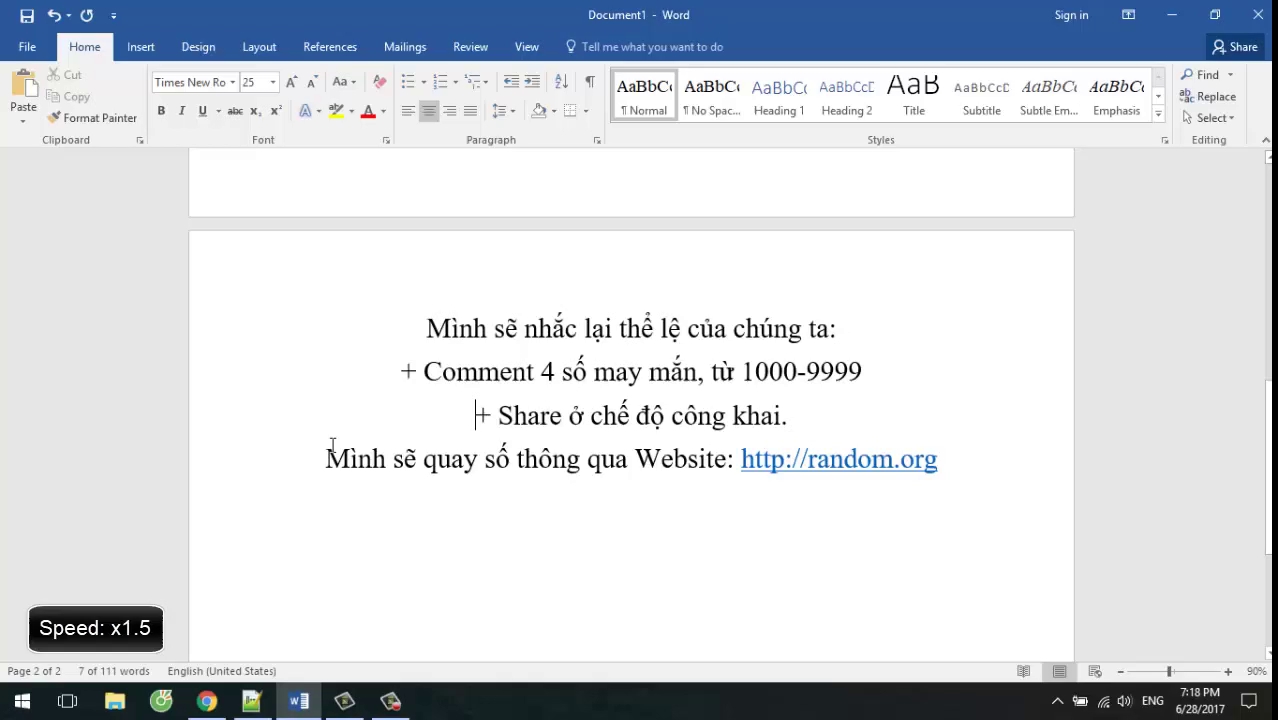 Document1 - Word
Sign in
File Home Insert Design Layout References Mailings Review View Tell me what you want to do Share
Paste
Cut
Copy
Format Painter
Clipboard
Times New Ro 25
Aa
B I U abc x₂ x²
A A
Font
Paragraph
AaBbCc AaBbCc AaBbCc AaBbCcD AaB AaBbCcD AaBbCc AaBbCc
¶ Normal ¶ No Spac... Heading 1 Heading 2 Title Subtitle Subtle Em... Emphasis
Styles
Find
Replace
Select
Editing
Mình sẽ nhắc lại thể lệ của chúng ta:
+ Comment 4 số may mắn, từ 1000-9999
+ Share ở chế độ công khai.
Mình sẽ quay số thông qua Website: http://random.org
Speed: x1.5
Page 2 of 2 7 of 111 words English (United States) 90%
ENG
7:18 PM
6/28/2017